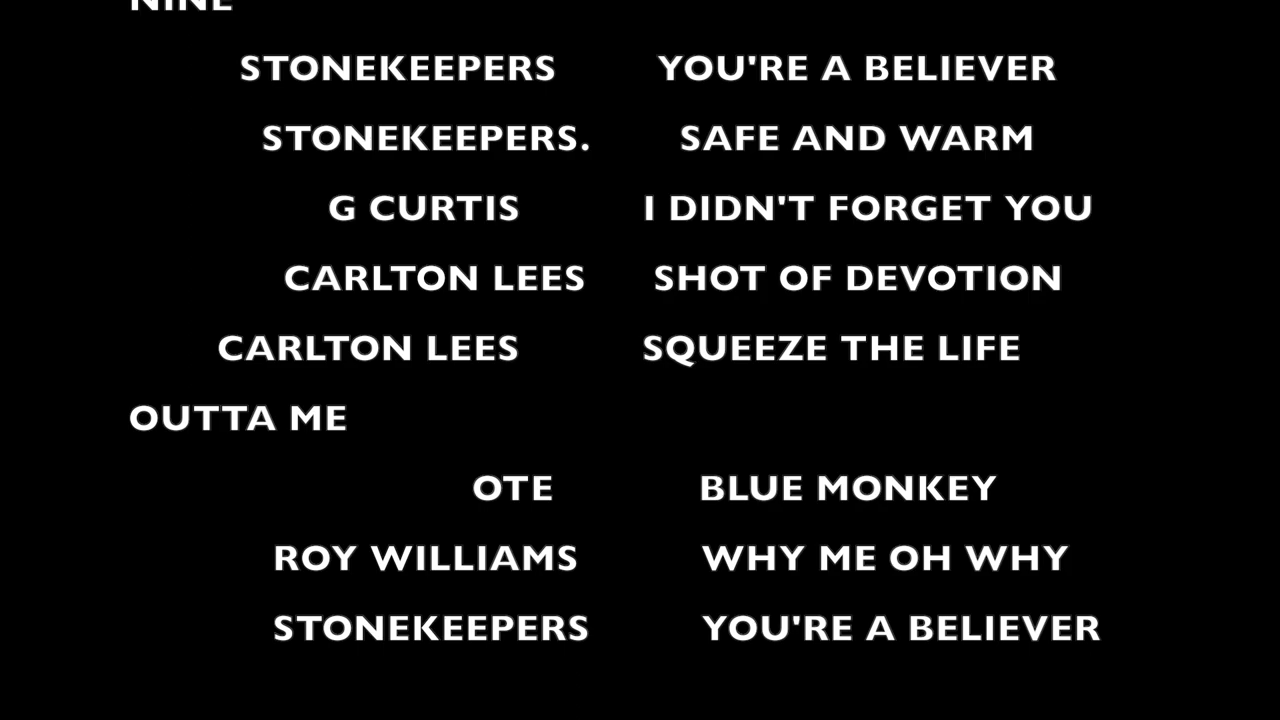 NINE
STONEKEEPERS YOU'RE A BELIEVER
STONEKEEPERS. SAFE AND WARM
G CURTIS I DIDN'T FORGET YOU
CARLTON LEES SHOT OF DEVOTION
CARLTON LEES SQUEEZE THE LIFE
OUTTA ME
OTE BLUE MONKEY
ROY WILLIAMS WHY ME OH WHY
STONEKEEPERS YOU'RE A BELIEVER